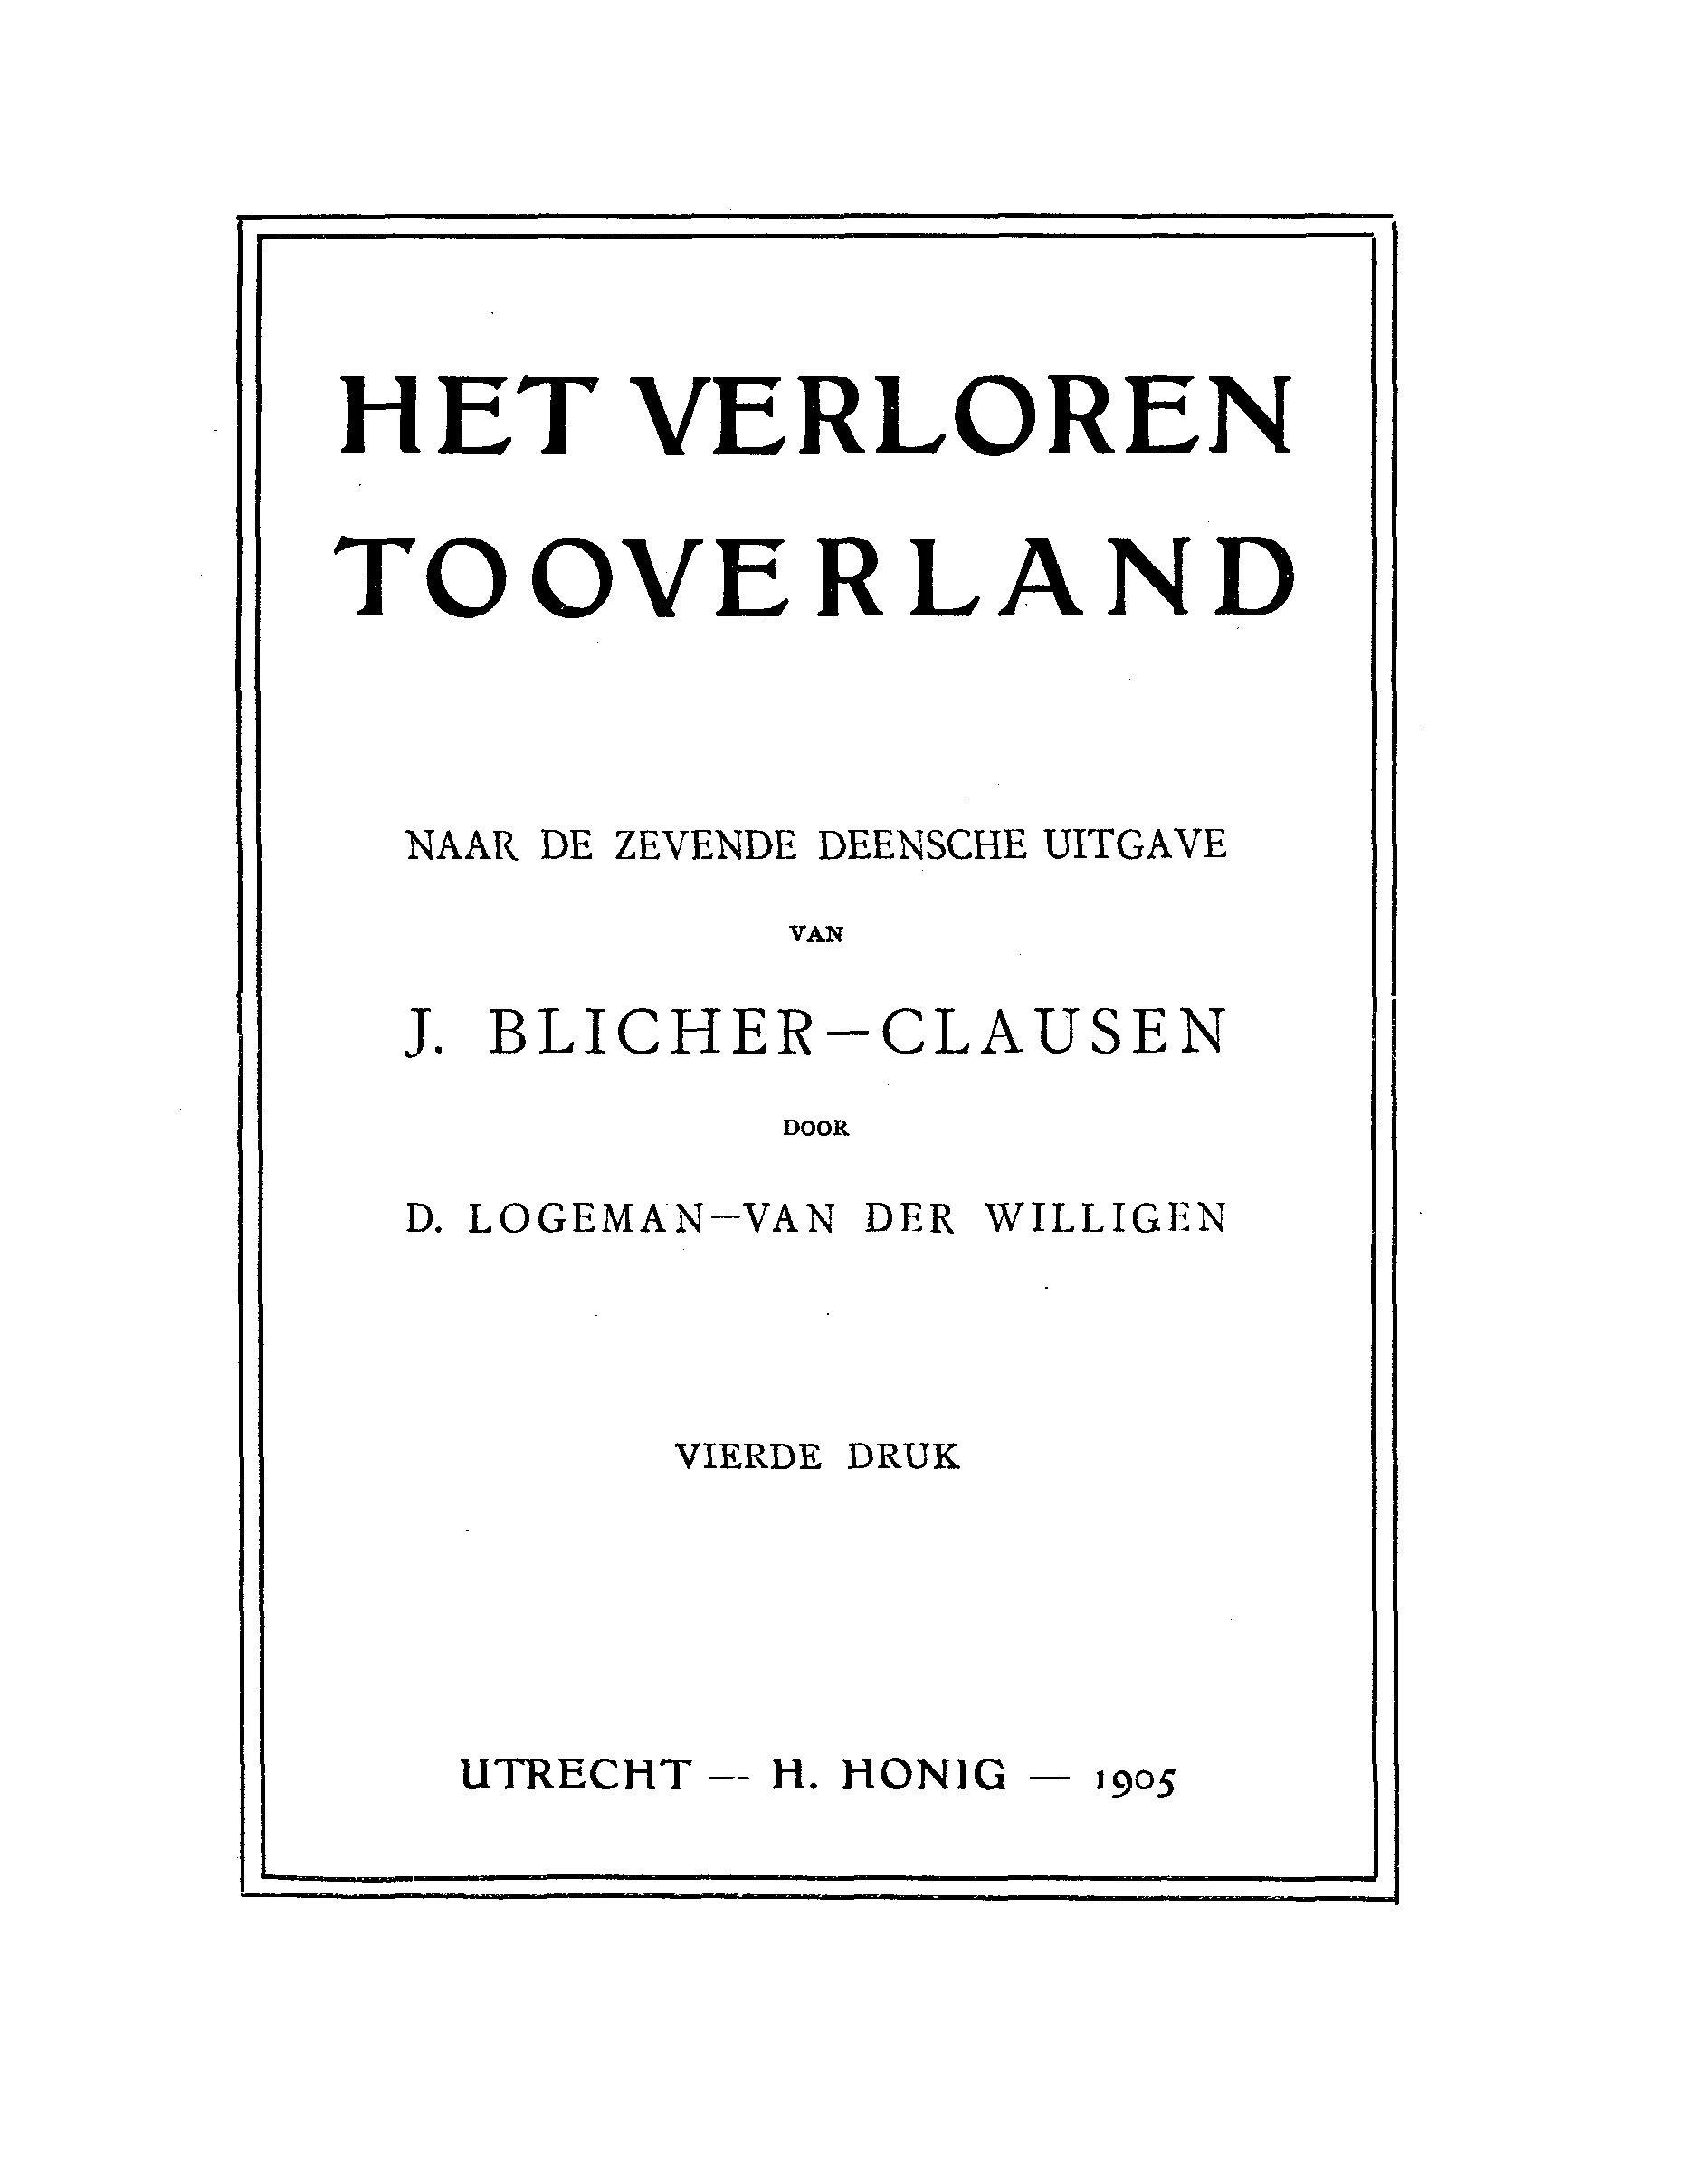 HET VERLOREN
TOOVERLAND
NAAR DE ZEVENDE DEENSCHE UITGAVE
VAN
J. BLICHER—CLAUSEN
DOOR
D. LOGEMAN—VAN DER WILLIGEN
VIERDE DRUK
UTRECHT — H. HONIG — 1905